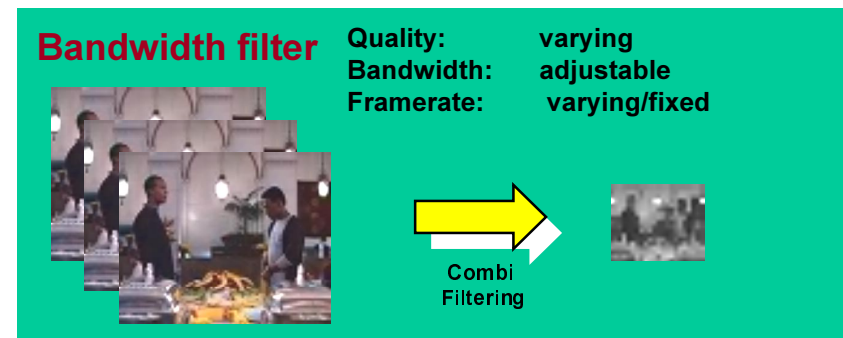 Bandwidth filter
Quality: varying
Bandwidth: adjustable
Framerate: varying/fixed
Combi
Filtering